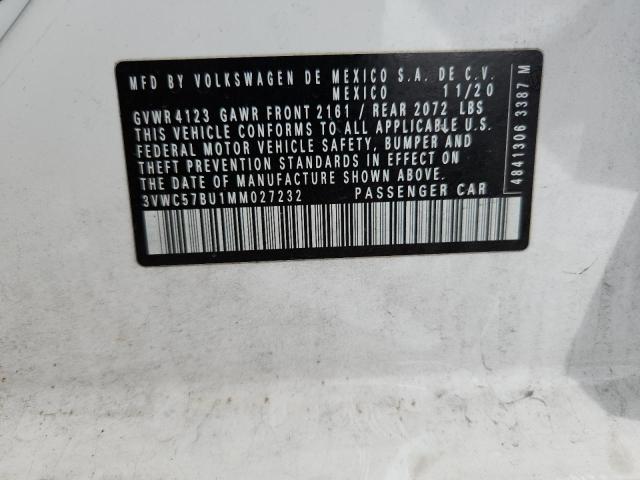 MFD BY VOLKSWAGEN DE MEXICO S.A. DE C.V.
MEXICO 11/20
GVWR 4123 GAWR FRONT 2161 / REAR 2072 LBS
THIS VEHICLE CONFORMS TO ALL APPLICABLE U.S.
FEDERAL MOTOR VEHICLE SAFETY, BUMPER AND
THEFT PREVENTION STANDARDS IN EFFECT ON
DATE OF MANUFACTURE SHOWN ABOVE.
3VWC57BU1MM027232 PASSENGER CAR
4841306 3387 M